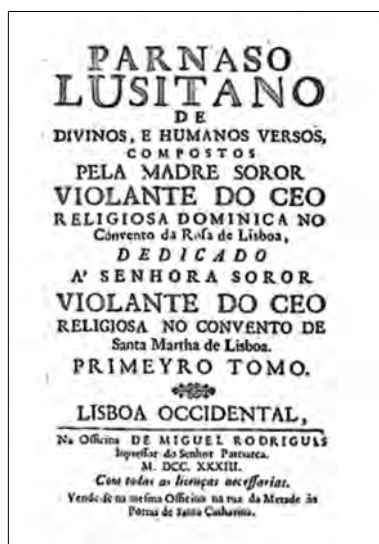 PARNASO
LUSITANO
DE
DIVINOS, E HUMANOS VERSOS,
COMPOSTOS
PELA MADRE SOROR
VIOLANTE DO CEO
RELIGIOSA DOMINICA NO
Convento da Rosa de Lisboa,
DEDICADO
A' SENHORA SOROR
VIOLANTE DO CEO
RELIGIOSA NO CONVENTO DE
Santa Martha de Lisboa.
PRIMEYRO TOMO.
LISBOA OCCIDENTAL,
Na Officina DE MIGUEL RODRIGUES
Impressor do Senhor Patriarca.
M. DCC. XXXIII.
Com todas as licenças necessarias.
Vende-se na mesma Officina na rua da Metade às
Portas de Santa Catharina.